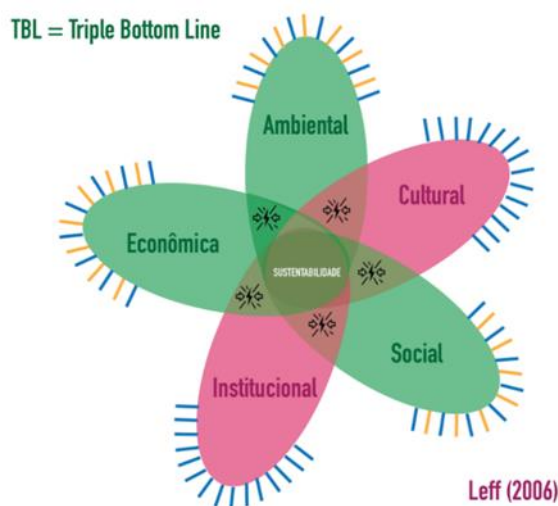 TBL = Triple Bottom Line
Ambiental
Cultural
Econômica
SUSTENTABILIDADE
Social
Institucional
Leff (2006)